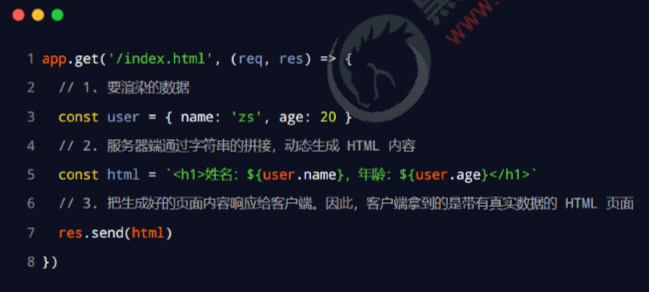 1 app.get('/index.html', (req, res) => {
2 // 1. 要渲染的数据
3 const user = { name: 'zs', age: 20 }
4 // 2. 服务器端通过字符串的拼接，动态生成 HTML 内容
5 const html = `<h1>姓名：${user.name}，年龄：${user.age}</h1>`
6 // 3. 把生成好的页面内容响应给客户端。因此，客户端拿到的是带有真实数据的 HTML 页面
7 res.send(html)
8 })